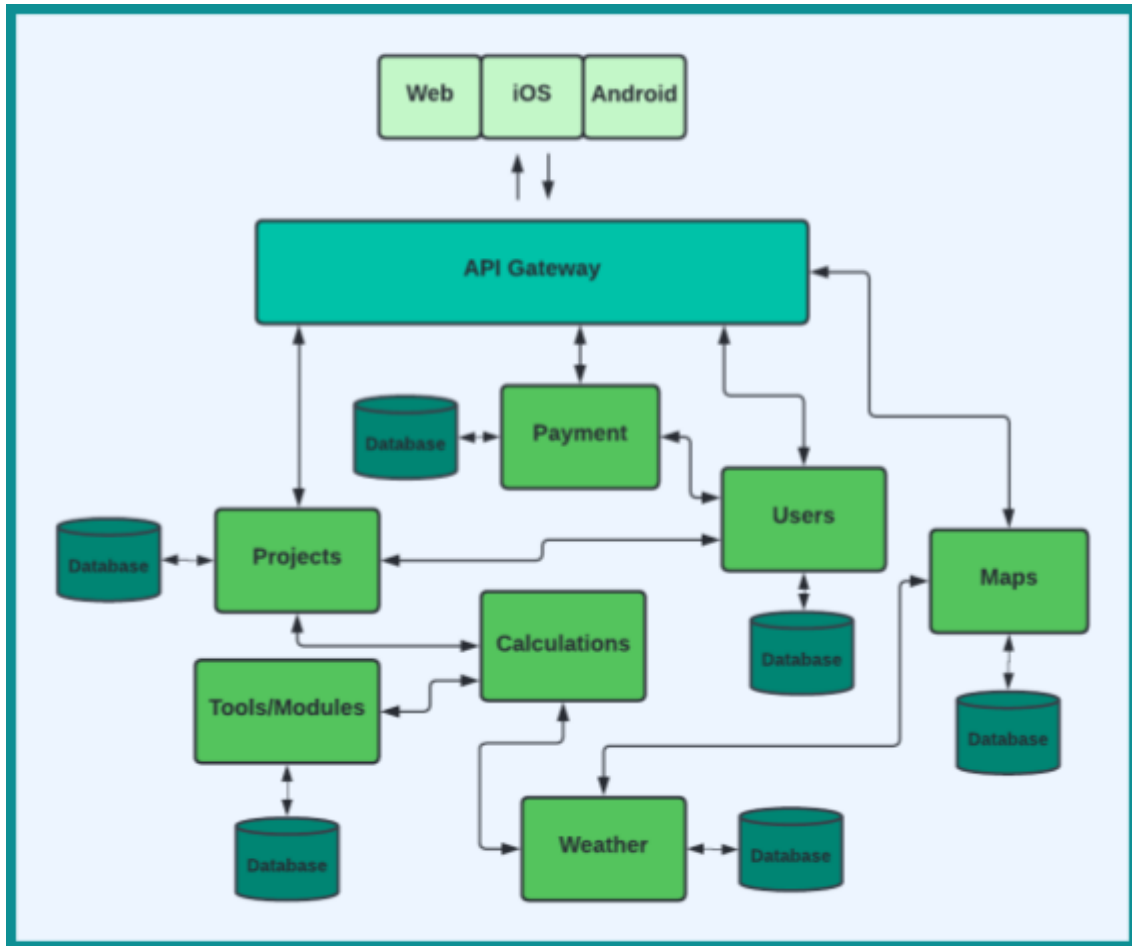 Web
iOS
Android
API Gateway
Payment
Database
Users
Projects
Database
Maps
Calculations
Database
Tools/Modules
Database
Weather
Database
Database